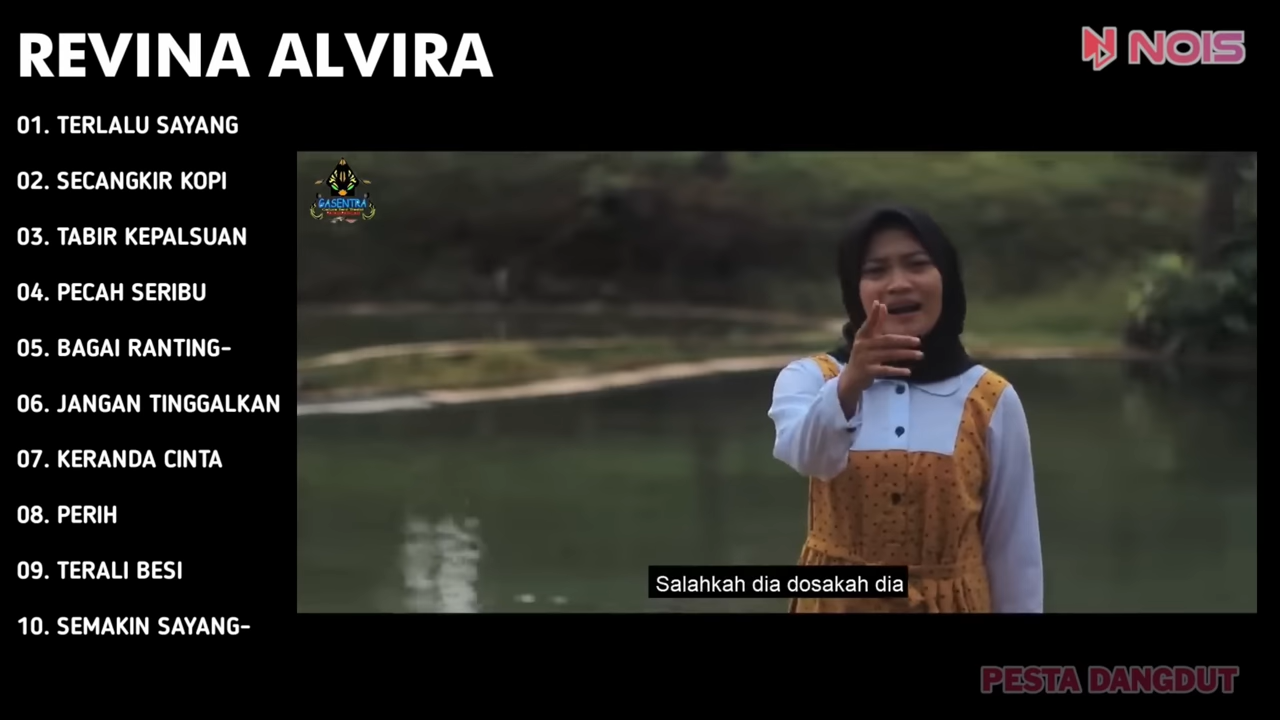 REVINA ALVIRA
NOIS
01. TERLALU SAYANG
02. SECANGKIR KOPI
03. TABIR KEPALSUAN
04. PECAH SERIBU
05. BAGAI RANTING-
06. JANGAN TINGGALKAN
07. KERANDA CINTA
08. PERIH
09. TERALI BESI
10. SEMAKIN SAYANG-
GASENTRA
Salahkah dia dosakah dia
PESTA DANGDUT